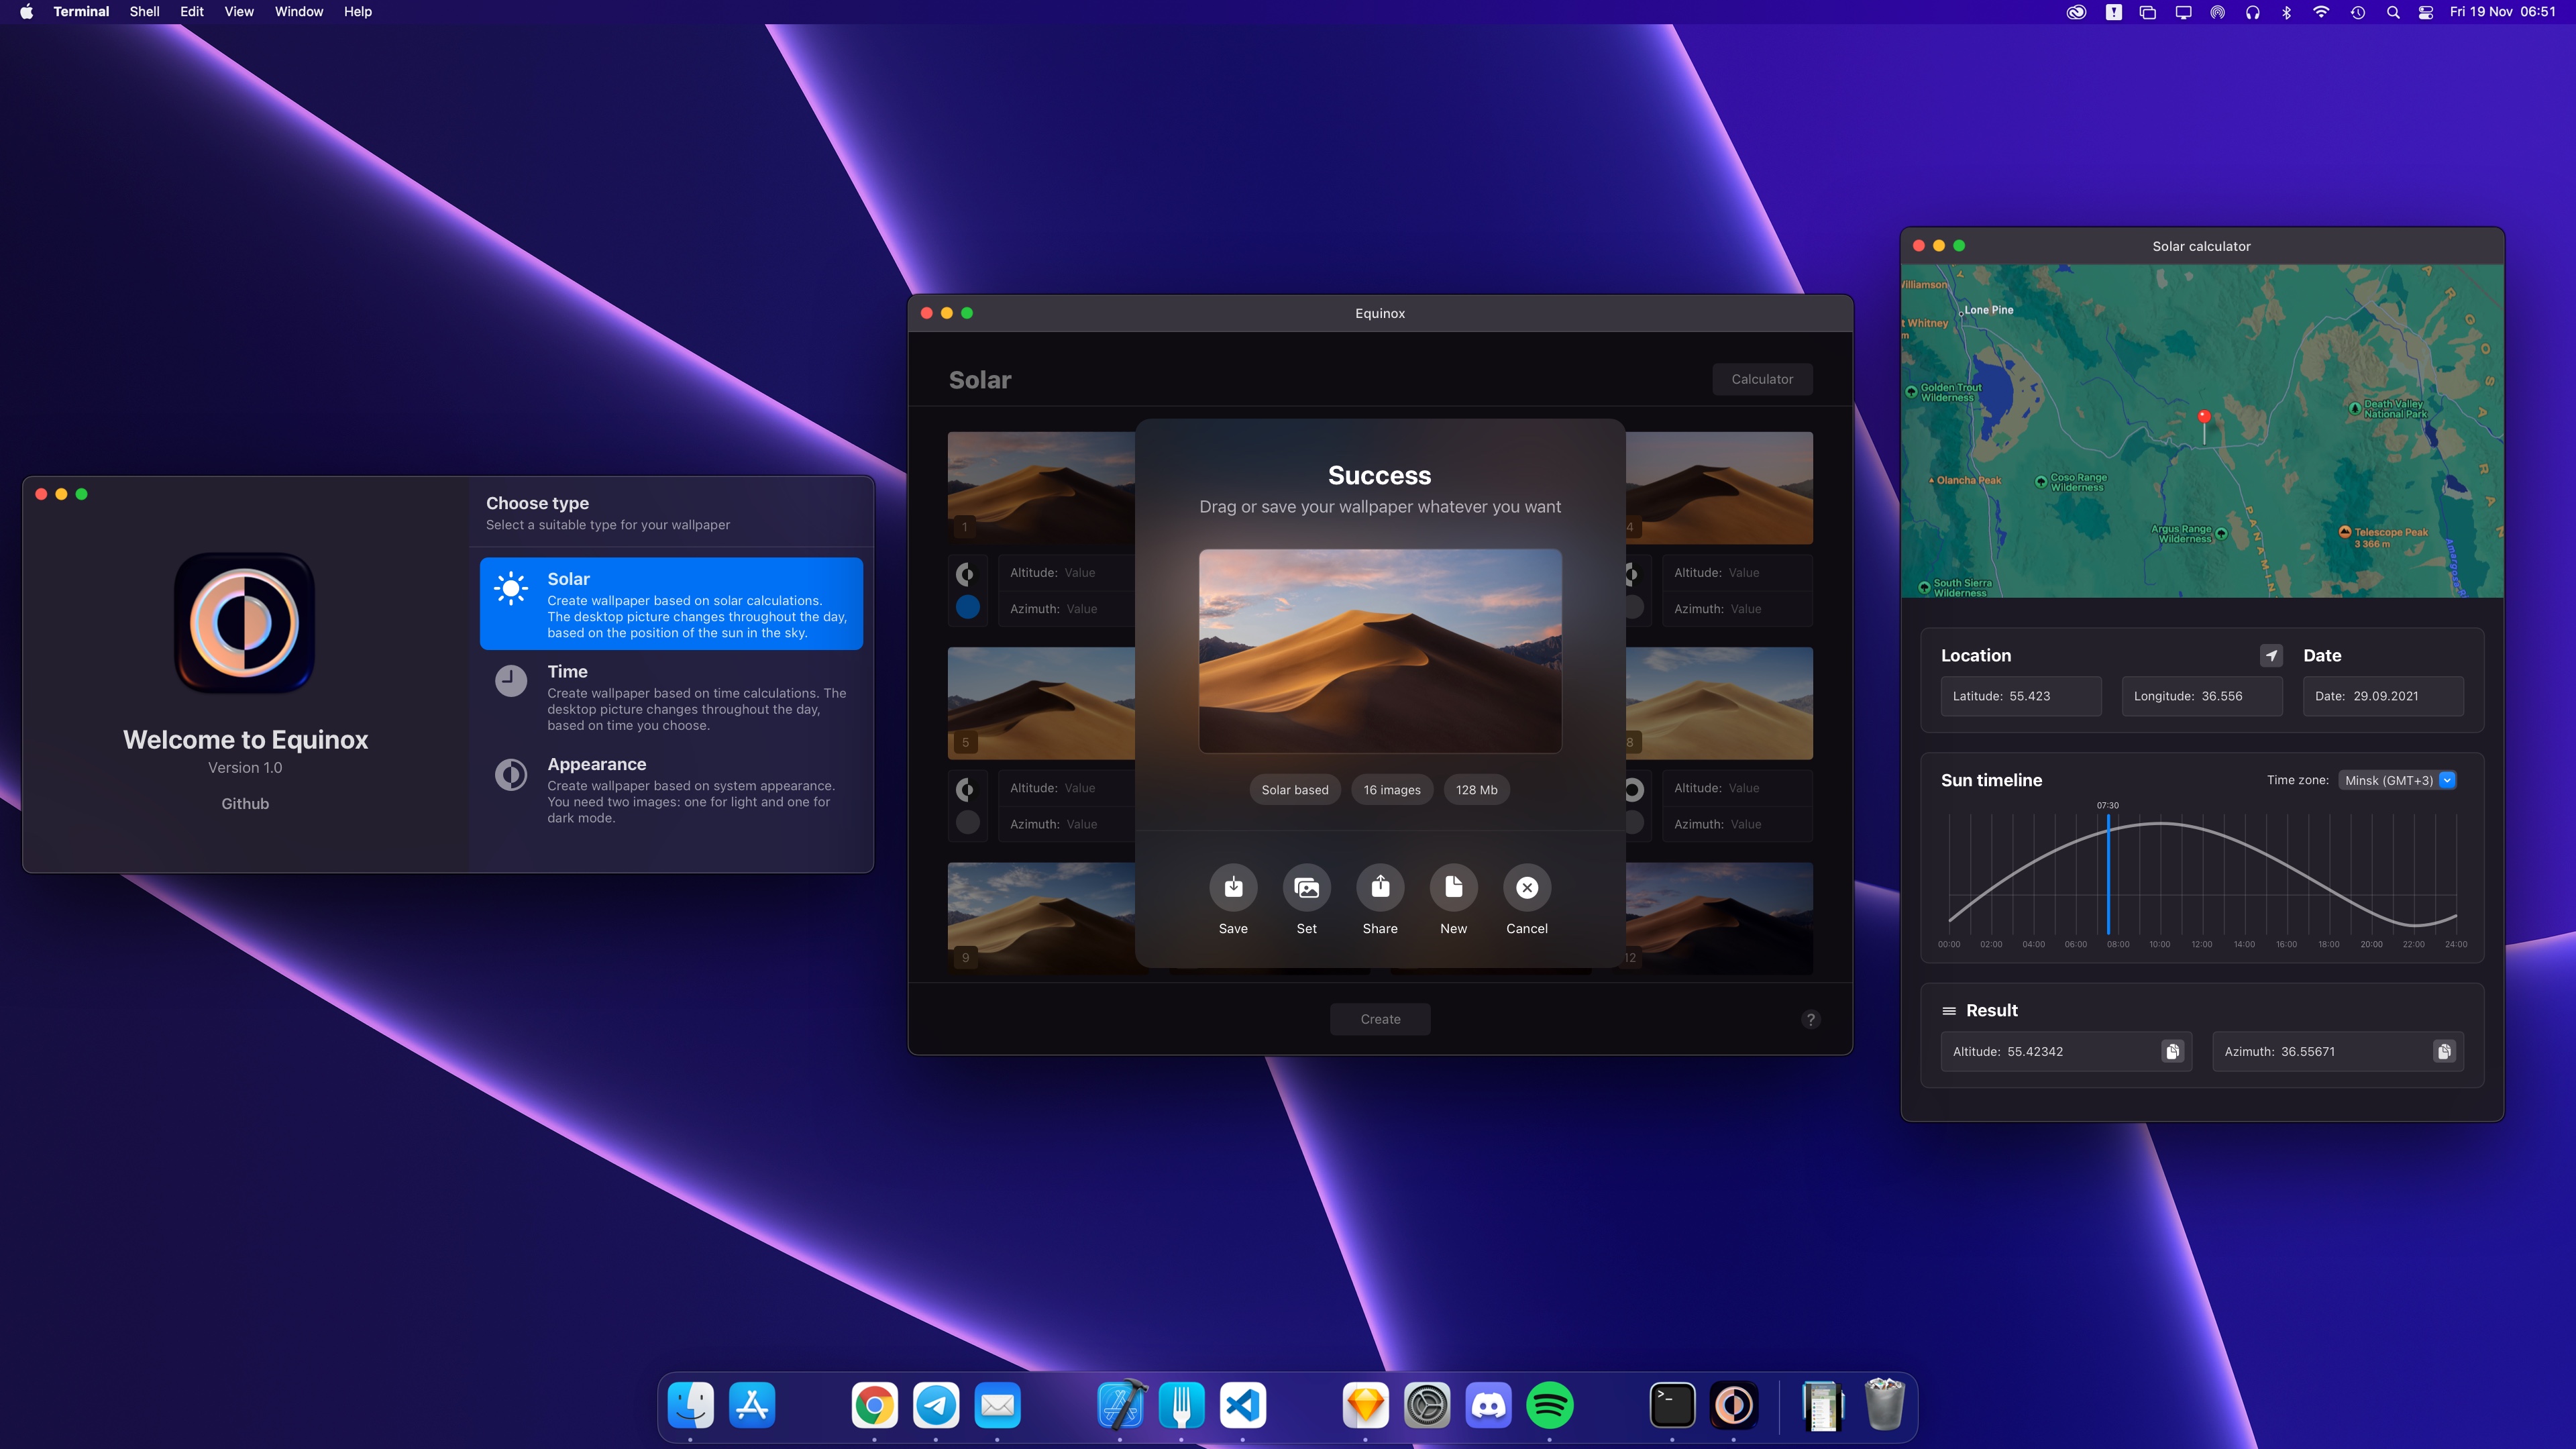 Terminal Shell Edit View Window Help
Fri 19 Nov 06:51
Welcome to Equinox
Version 1.0
Github
Choose type
Select a suitable type for your wallpaper
Solar
Create wallpaper based on solar calculations.
The desktop picture changes throughout the day,
based on the position of the sun in the sky.
Time
Create wallpaper based on time calculations. The
desktop picture changes throughout the day,
based on time you choose.
Appearance
Create wallpaper based on system appearance.
You need two images: one for light and one for
dark mode.
Equinox
Solar
Calculator
1
4
Altitude: Value
Azimuth: Value
Altitude: Value
Azimuth: Value
5
8
Altitude: Value
Azimuth: Value
Altitude: Value
Azimuth: Value
9
12
Success
Drag or save your wallpaper whatever you want
Solar based
16 images
128 Mb
Save
Set
Share
New
Cancel
Create
?
Solar calculator
Williamson
Lone Pine
t Whitney
m
Golden Trout
Wilderness
Death Valley
National Park
Olancha Peak
Coso Range
Wilderness
Argus Range
Wilderness
Telescope Peak
3 366 m
South Sierra
Wilderness
PANAMIN
Location
Latitude: 55.423
Longitude: 36.556
Date
Date: 29.09.2021
Sun timeline
Time zone: Minsk (GMT+3)
07:30
00:00 02:00 04:00 06:00 08:00 10:00 12:00 14:00 16:00 18:00 20:00 22:00 24:00
Result
Altitude: 55.42342
Azimuth: 36.55671
>_